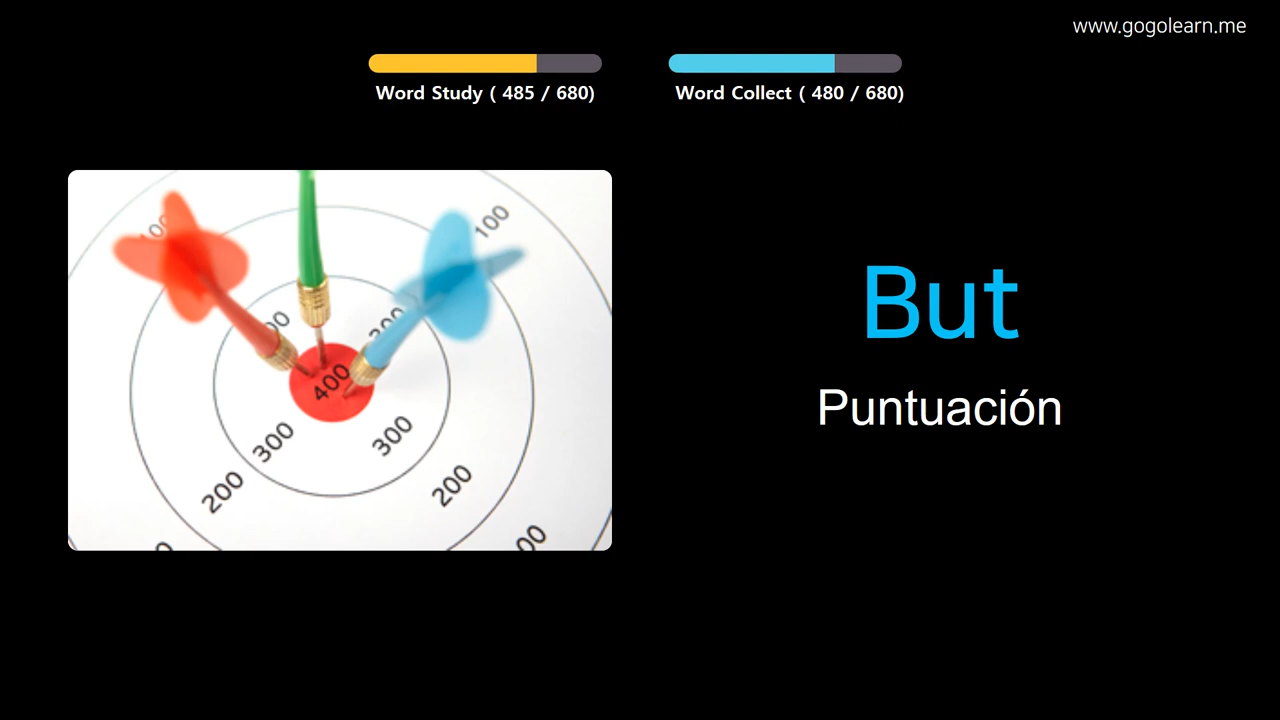 www.gogolearn.me
Word Study ( 485 / 680)
Word Collect ( 480 / 680)
100
100
200
400
300
300
200
200
But
Puntuación